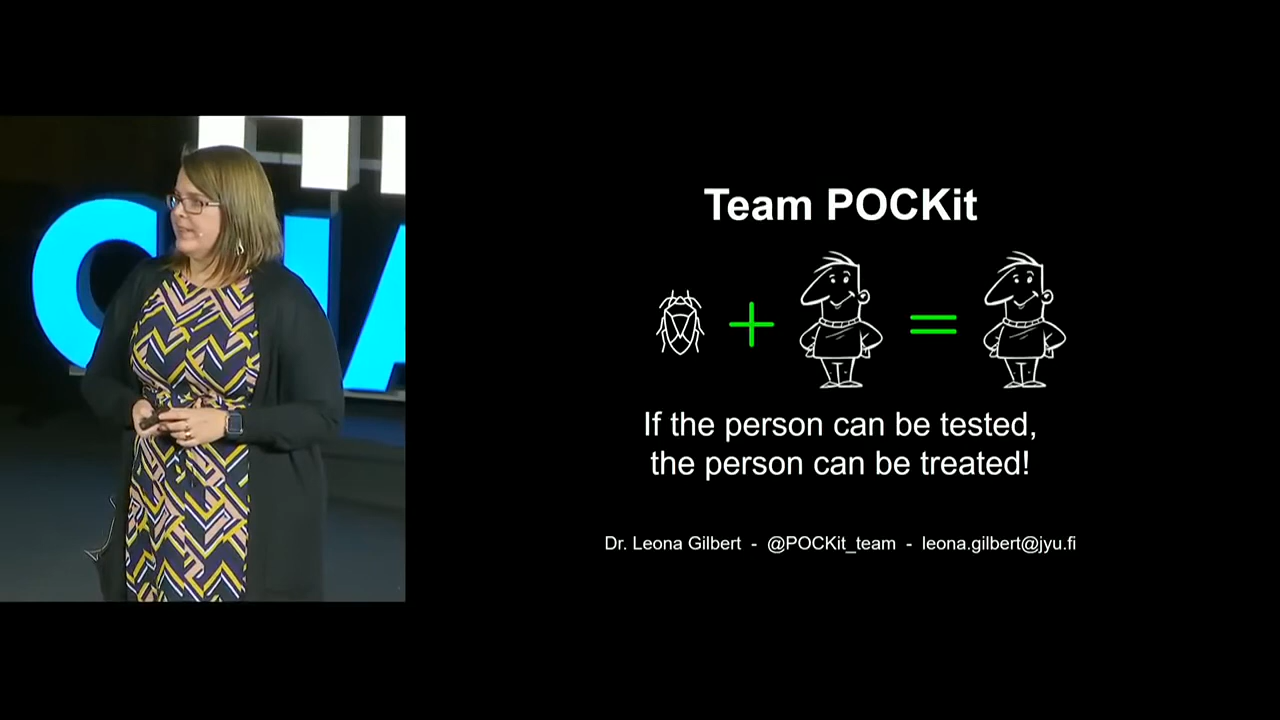 Team POCKit
If the person can be tested,
the person can be treated!
Dr. Leona Gilbert - @POCKit_team - leona.gilbert@jyu.fi